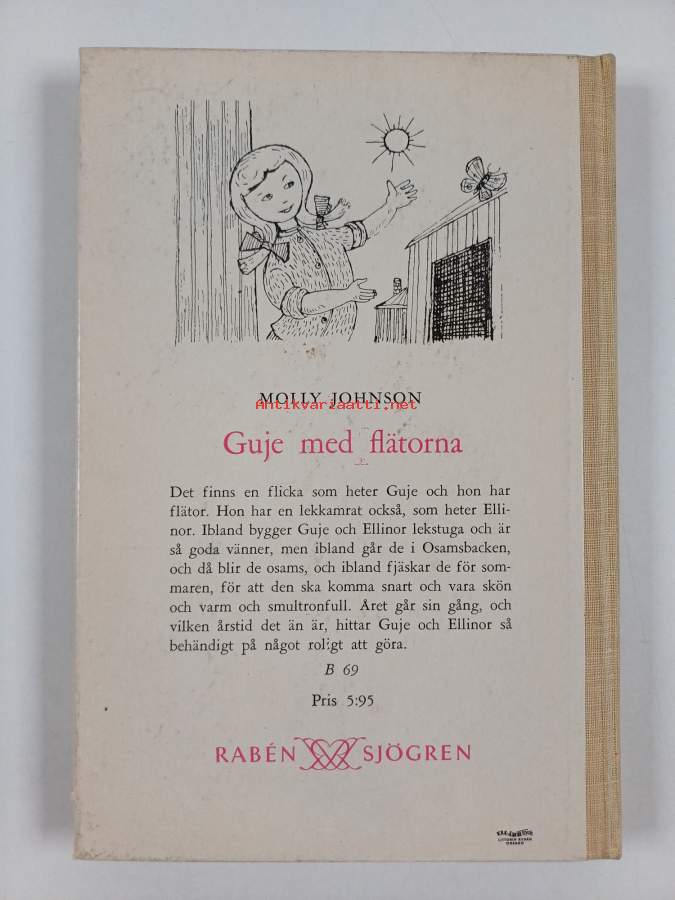 MOLLY JOHNSON
Antikvariaatti.net
Guje med flätorna
Det finns en flicka som heter Guje och hon har
flätor. Hon har en lekkamrat också, som heter Elli-
nor. Ibland bygger Guje och Ellinor lekstuga och är
så goda vänner, men ibland går de i Osamsbacken,
och då blir de osams, och ibland fjäskar de för som-
maren, för att den ska komma snart och vara skön
och varm och smultronfull. Året går sin gång, och
vilken årstid det än är, hittar Guje och Ellinor så
behändigt på något roligt att göra.
B 69
Pris 5:95
RABÉN SJÖGREN